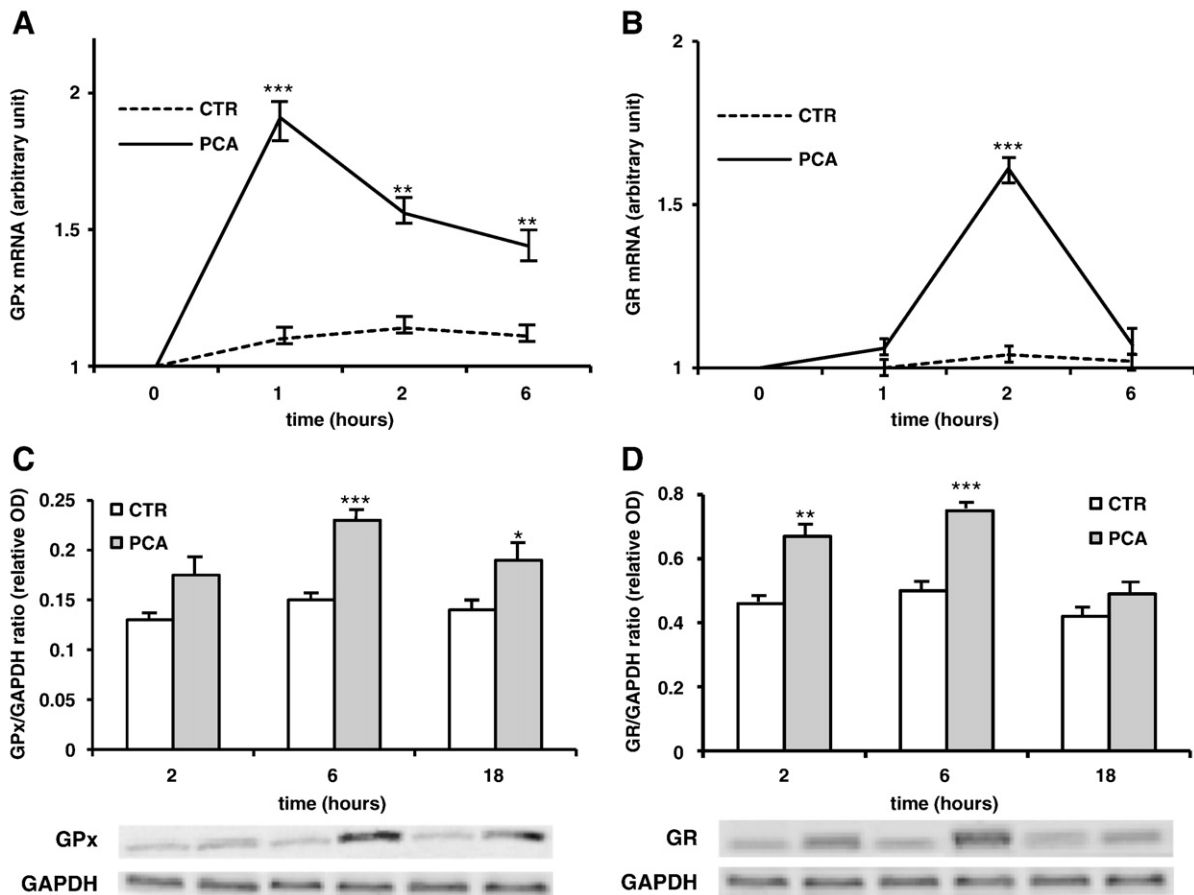 A
GPx mRNA (arbitrary unit)
2
1.5
1
***
**
**
CTR
PCA
0 1 2 6
time (hours)
B
GR mRNA (arbitrary unit)
2
1.5
1
***
CTR
PCA
0 1 2 6
time (hours)
C
GPx/GAPDH ratio (relative OD)
0.25
0.2
0.15
0.1
0.05
0
CTR
PCA
***
*
2 6 18
time (hours)
GPx
GAPDH
D
GR/GAPDH ratio (relative OD)
0.8
0.6
0.4
0.2
0
**
***
CTR
PCA
2 6 18
time (hours)
GR
GAPDH